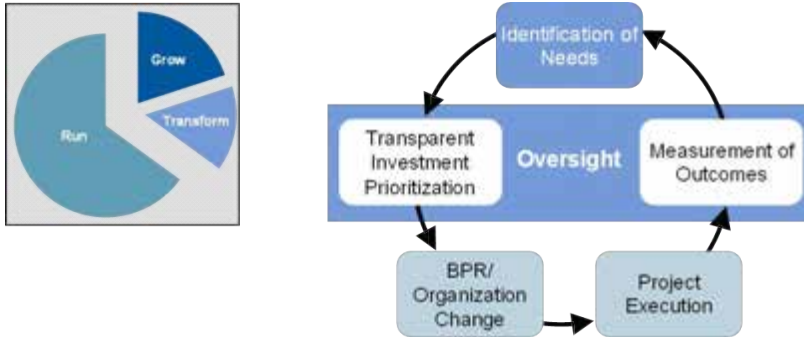 Grow
Transform
Run
Identification of
Needs
Transparent
Investment
Prioritization
Oversight
Measurement of
Outcomes
BPR/
Organization
Change
Project
Execution